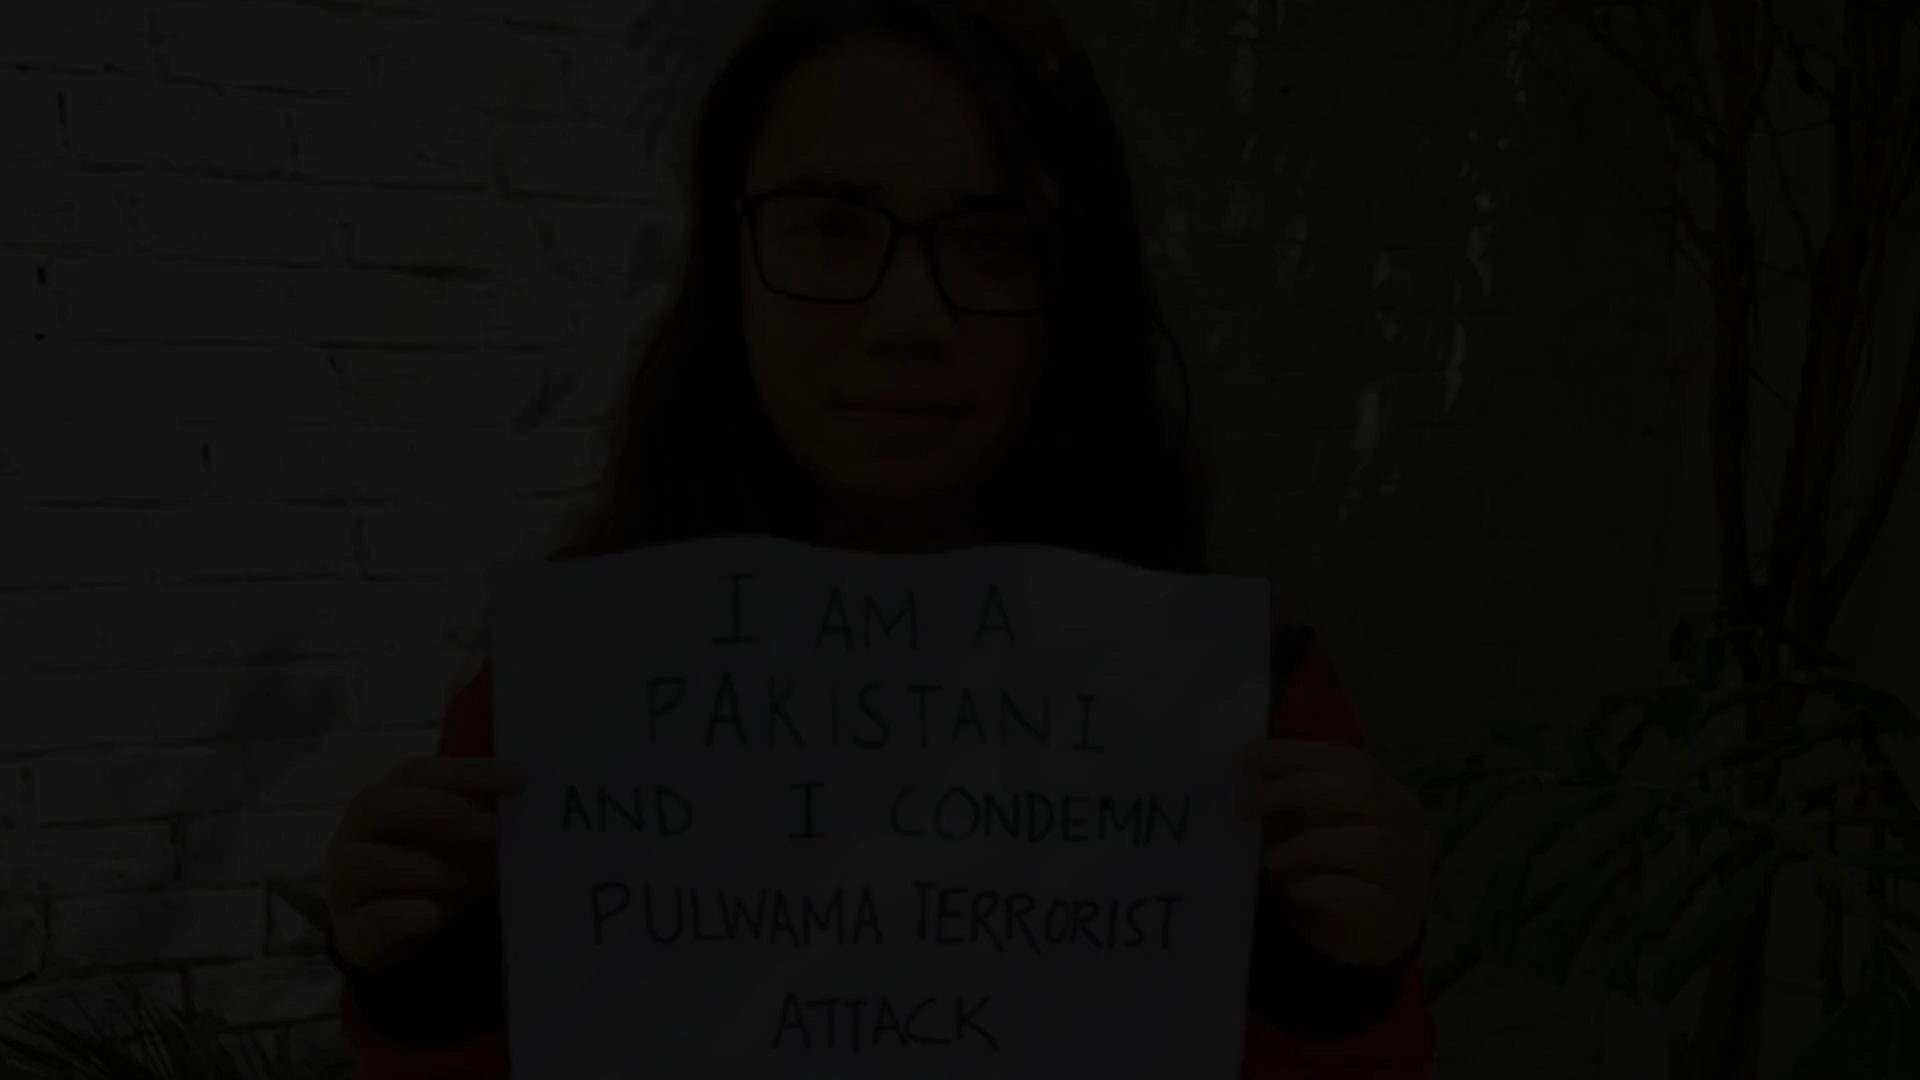 I AM A
PAKISTANI
AND I CONDEMN
PULWAMA TERRORIST
ATTACK